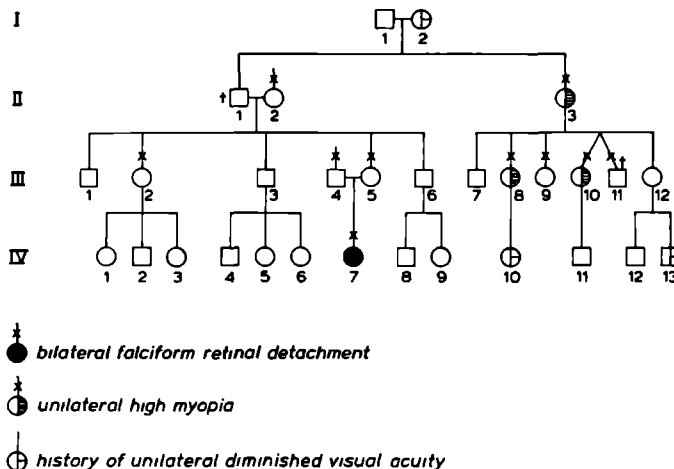 I
1 2
II
† 1 2 3
III
1 2 3 4 5 6 7 8 9 10 11 † 12
IV
1 2 3 4 5 6 7 8 9 10 11 12 13
x bilateral falciform retinal detachment
x unilateral high myopia
history of unilateral diminished visual acuity